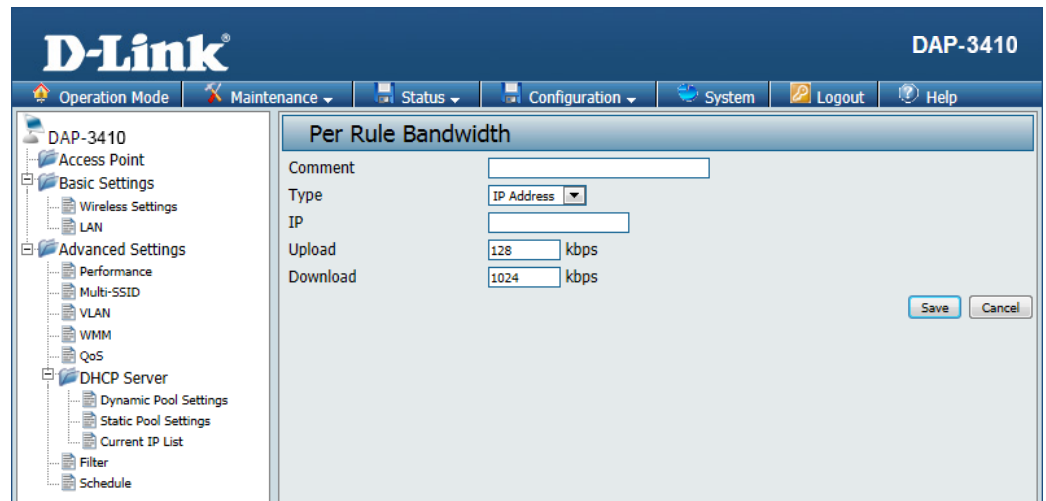 D-Link®
DAP-3410
Operation Mode
Maintenance
Status
Configuration
System
Logout
Help
DAP-3410
Access Point
Basic Settings
Wireless Settings
LAN
Advanced Settings
Performance
Multi-SSID
VLAN
WMM
QoS
DHCP Server
Dynamic Pool Settings
Static Pool Settings
Current IP List
Filter
Schedule
Per Rule Bandwidth
Comment
Type IP Address
IP
Upload 128 kbps
Download 1024 kbps
Save Cancel